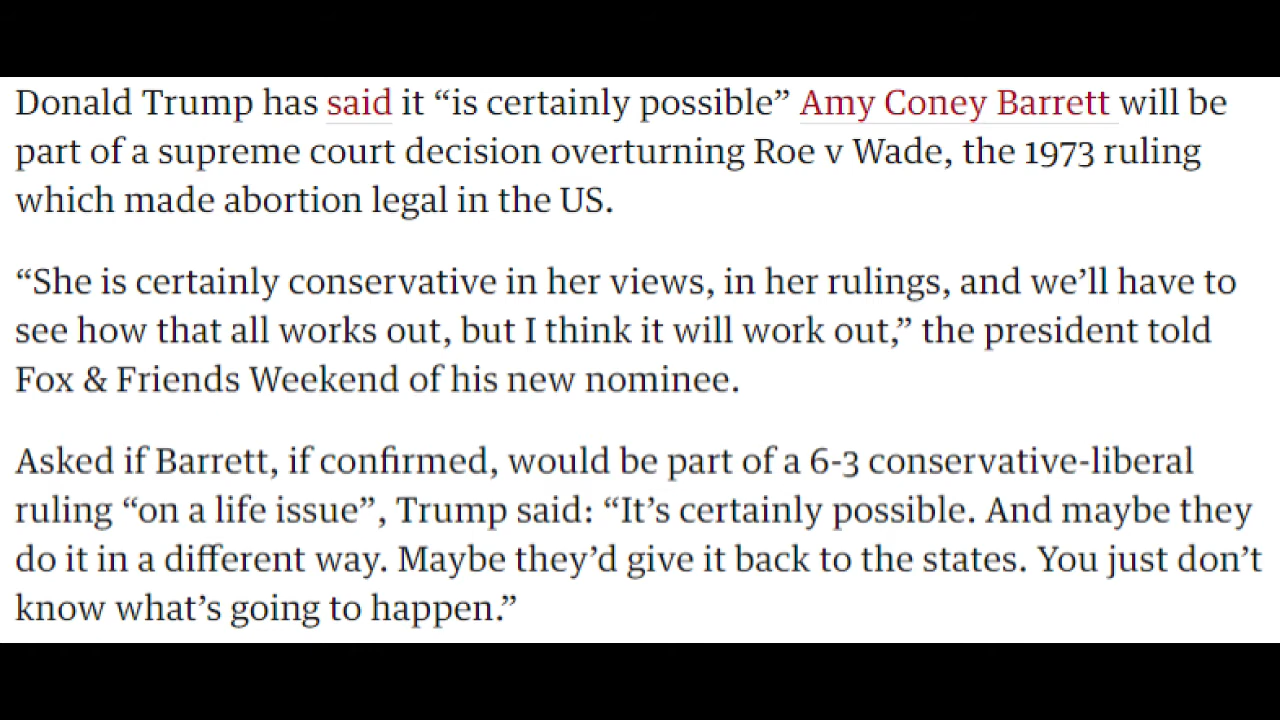 Donald Trump has said it “is certainly possible” Amy Coney Barrett will be
part of a supreme court decision overturning Roe v Wade, the 1973 ruling
which made abortion legal in the US.
“She is certainly conservative in her views, in her rulings, and we’ll have to
see how that all works out, but I think it will work out,” the president told
Fox & Friends Weekend of his new nominee.
Asked if Barrett, if confirmed, would be part of a 6-3 conservative-liberal
ruling “on a life issue”, Trump said: “It’s certainly possible. And maybe they
do it in a different way. Maybe they’d give it back to the states. You just don’t
know what’s going to happen.”